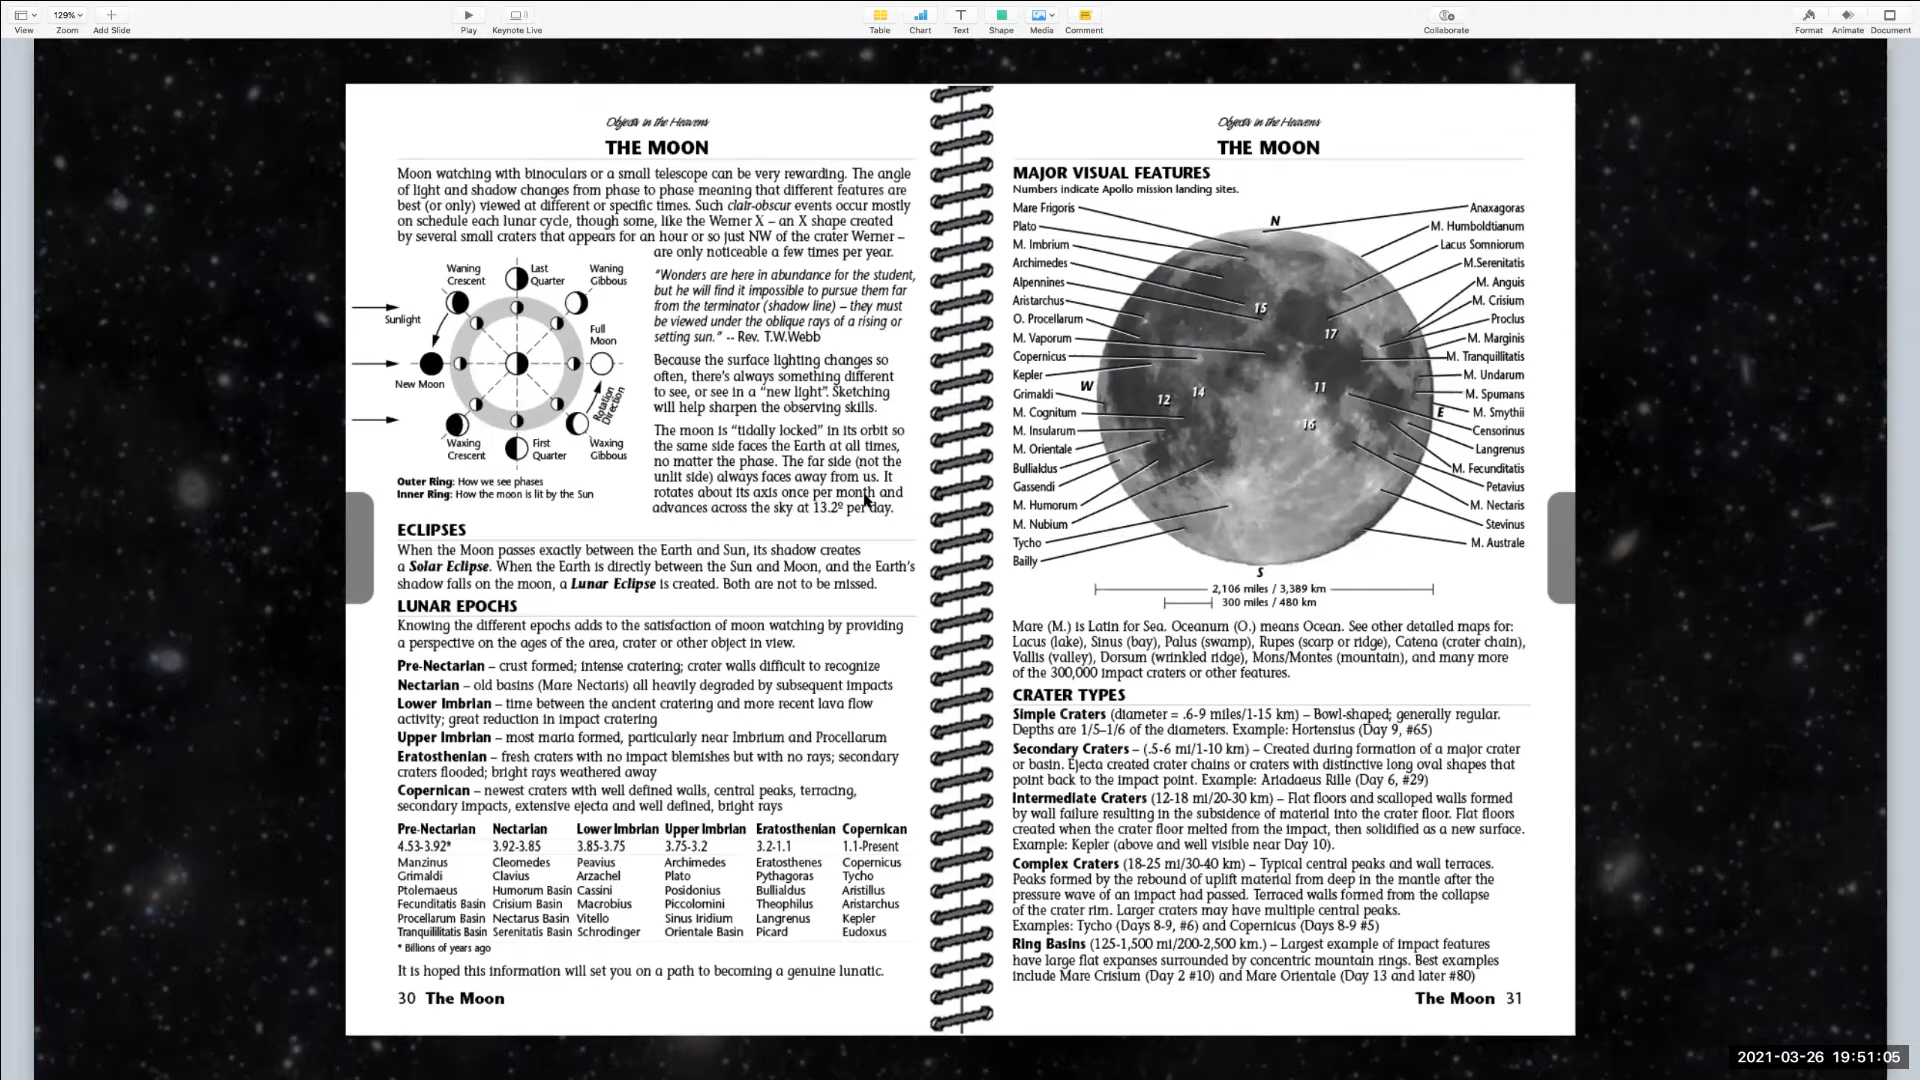 129%
View
Zoom
Add Slide
Play
Keynote Live
Table
Chart
Text
Shape
Media
Comment
Collaborate
Format
Animate
Document
Objects in the Heavens
THE MOON
Moon watching with binoculars or a small telescope can be very rewarding. The angle
of light and shadow changes from phase to phase meaning that different features are
best (or only) viewed at different or specific times. Such clair-obscur events occur mostly
on schedule each lunar cycle, though some, like the Werner X – an X shape created
by several small craters that appears for an hour or so just NW of the crater Werner –
are only noticeable a few times per year.
"Wonders are here in abundance for the student,
but he will find it impossible to pursue them far
from the terminator (shadow line) – they must
be viewed under the oblique rays of a rising or
setting sun." -- Rev. T.W.Webb
Because the surface lighting changes so
often, there's always something different
to see, or see in a "new light". Sketching
will help sharpen the observing skills.
The moon is "tidally locked" in its orbit so
the same side faces the Earth at all times,
no matter the phase. The far side (not the
unlit side) always faces away from us. It
rotates about its axis once per month and
advances across the sky at 13.2º per day.
Waning
Crescent
Last
Quarter
Waning
Gibbous
Sunlight
Full
Moon
New Moon
Rotation
Direction
Waxing
Crescent
First
Quarter
Waxing
Gibbous
Outer Ring: How we see phases
Inner Ring: How the moon is lit by the Sun
ECLIPSES
When the Moon passes exactly between the Earth and Sun, its shadow creates
a Solar Eclipse. When the Earth is directly between the Sun and Moon, and the Earth's
shadow falls on the moon, a Lunar Eclipse is created. Both are not to be missed.
LUNAR EPOCHS
Knowing the different epochs adds to the satisfaction of moon watching by providing
a perspective on the ages of the area, crater or other object in view.
Pre-Nectarian – crust formed; intense cratering; crater walls difficult to recognize
Nectarian – old basins (Mare Nectaris) all heavily degraded by subsequent impacts
Lower Imbrian – time between the ancient cratering and more recent lava flow
activity; great reduction in impact cratering
Upper Imbrian – most maria formed, particularly near Imbrium and Procellarum
Eratosthenian – fresh craters with no impact blemishes but with no rays; secondary
craters flooded; bright rays weathered away
Copernican – newest craters with well defined walls, central peaks, terracing,
secondary impacts, extensive ejecta and well defined, bright rays
Pre-Nectarian Nectarian Lower Imbrian Upper Imbrian Eratosthenian Copernican
4.53-3.92* 3.92-3.85 3.85-3.75 3.75-3.2 3.2-1.1 1.1-Present
Manzinus Cleomedes Peavius Archimedes Eratosthenes Copernicus
Grimaldi Clavius Arzachel Plato Pythagoras Tycho
Ptolemaeus Humorum Basin Cassini Posidonius Bullialdus Aristillus
Fecunditatis Basin Crisium Basin Macrobius Piccolomini Theophilus Aristarchus
Procellarum Basin Nectarus Basin Vitello Sinus Iridium Langrenus Kepler
Tranquililitatis Basin Serenitatis Basin Schrodinger Orientale Basin Picard Eudoxus
* Billions of years ago
It is hoped this information will set you on a path to becoming a genuine lunatic.
30 The Moon
Objects in the Heavens
THE MOON
MAJOR VISUAL FEATURES
Numbers indicate Apollo mission landing sites.
Mare Frigoris
Plato
M. Imbrium
Archimedes
Alpennines
Aristarchus
O. Procellarum
M. Vaporum
Copernicus
Kepler
Grimaldi
M. Cognitum
M. Insularum
M. Orientale
Bullialdus
Gassendi
M. Humorum
M. Nubium
Tycho
Bailly
N
W
E
S
15
17
11
14
12
16
Anaxagoras
M. Humboldtianum
Lacus Somniorum
M.Serenitatis
M. Anguis
M. Crisium
Proclus
M. Marginis
M. Tranquillitatis
M. Undarum
M. Spumans
M. Smythii
Censorinus
Langrenus
M. Fecunditatis
Petavius
M. Nectaris
Stevinus
M. Australe
2,106 miles / 3,389 km
300 miles / 480 km
Mare (M.) is Latin for Sea. Oceanum (O.) means Ocean. See other detailed maps for:
Lacus (lake), Sinus (bay), Palus (swamp), Rupes (scarp or ridge), Catena (crater chain),
Vallis (valley), Dorsum (wrinkled ridge), Mons/Montes (mountain), and many more
of the 300,000 impact craters or other features.
CRATER TYPES
Simple Craters (diameter = .6-9 miles/1-15 km) – Bowl-shaped; generally regular.
Depths are 1/5–1/6 of the diameters. Example: Hortensius (Day 9, #65)
Secondary Craters – (.5-6 mi/1-10 km) – Created during formation of a major crater
or basin. Ejecta created crater chains or craters with distinctive long oval shapes that
point back to the impact point. Example: Ariadaeus Rille (Day 6, #29)
Intermediate Craters (12-18 mi/20-30 km) – Flat floors and scalloped walls formed
by wall failure resulting in the subsidence of material into the crater floor. Flat floors
created when the crater floor melted from the impact, then solidified as a new surface.
Example: Kepler (above and well visible near Day 10).
Complex Craters (18-25 mi/30-40 km) – Typical central peaks and wall terraces.
Peaks formed by the rebound of uplift material from deep in the mantle after the
pressure wave of an impact had passed. Terraced walls formed from the collapse
of the crater rim. Larger craters may have multiple central peaks.
Examples: Tycho (Days 8-9, #6) and Copernicus (Days 8-9 #5)
Ring Basins (125-1,500 mi/200-2,500 km.) – Largest example of impact features
have large flat expanses surrounded by concentric mountain rings. Best examples
include Mare Crisium (Day 2 #10) and Mare Orientale (Day 13 and later #80)
The Moon 31
2021-03-26 19:51:05